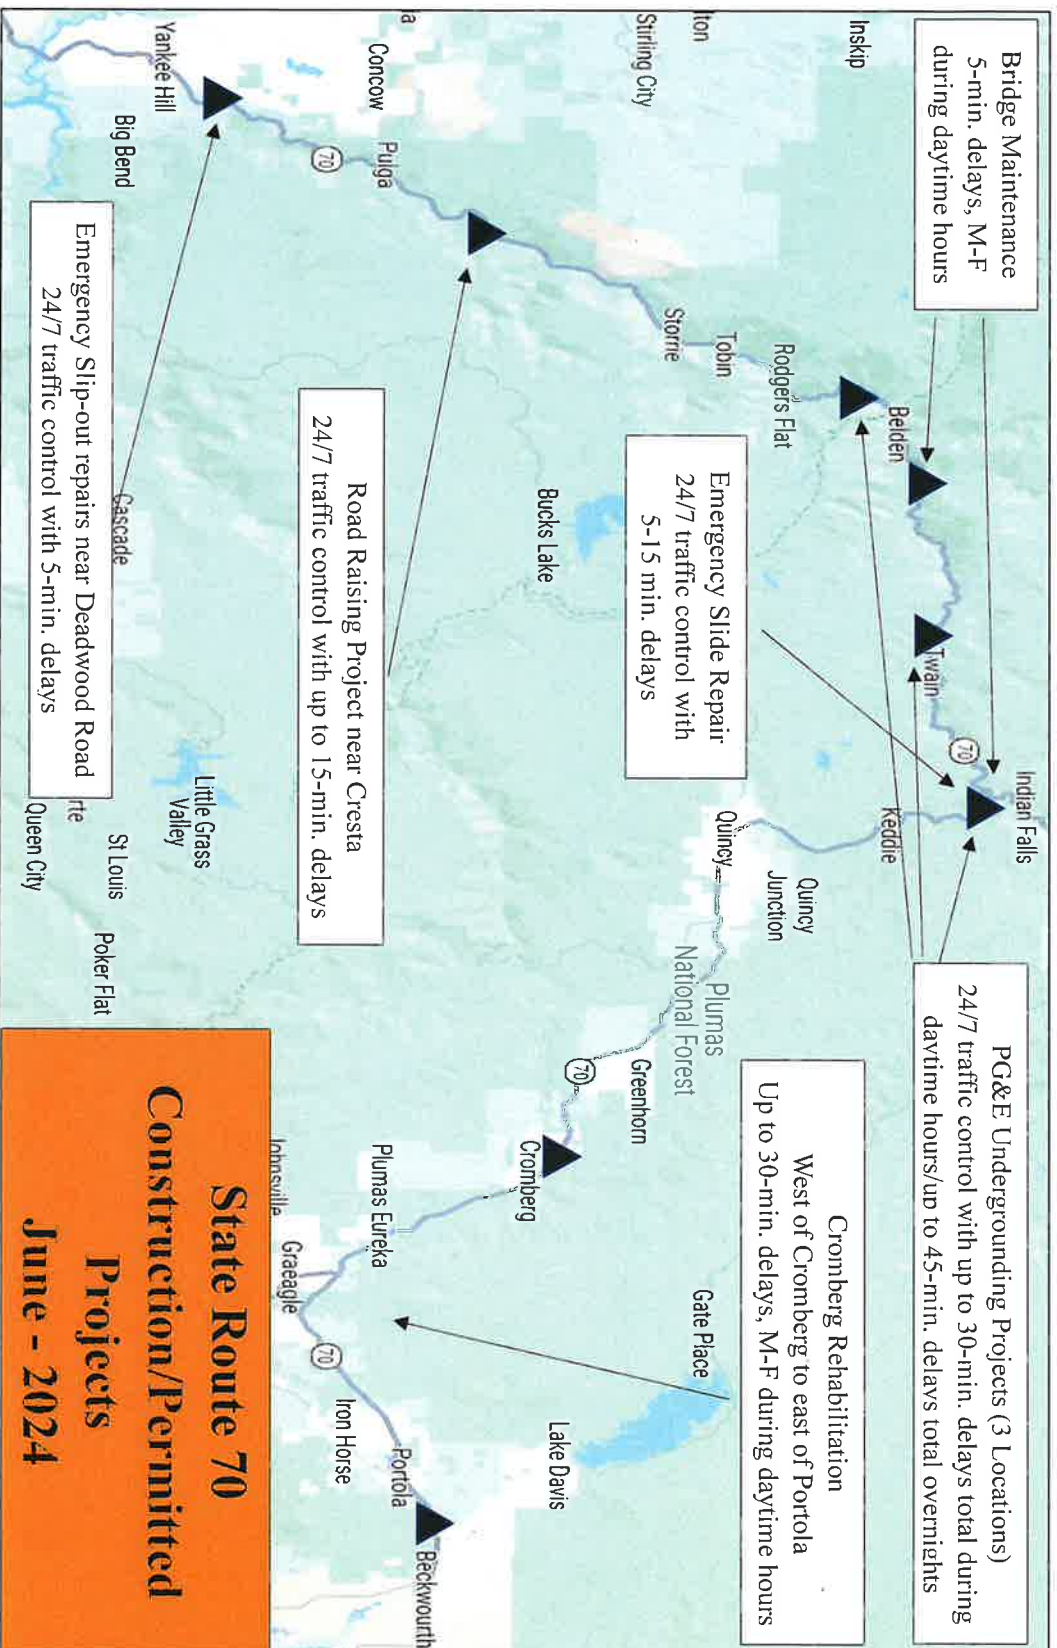 Bridge Maintenance
5-min. delays, M-F
during daytime hours
Inskip
Stirling City
lton
Concow
la
Yankee Hill
Big Bend
70
Pulga
Storrie
Tobin
Rodgers Flat
Belden
Twain
70
Indian Falls
Keddie
Quincy
Junction
Quincy
Bucks Lake
Emergency Slide Repair
24/7 traffic control with
5-15 min. delays
Road Raising Project near Cresta
24/7 traffic control with up to 15-min. delays
Cascade
Emergency Slip-out repairs near Deadwood Road
24/7 traffic control with 5-min. delays
Little Grass
Valley
rte
Queen City
St Louis
Poker Flat
PG&E Undergrounding Projects (3 Locations)
24/7 traffic control with up to 30-min. delays total during
daytime hours/up to 45-min. delays total overnights
Plumas
National Forest
Greenhorn
70
Cromberg
Cromberg Rehabilitation
West of Cromberg to east of Portola
Up to 30-min. delays, M-F during daytime hours
Gate Place
Lake Davis
Plumas Eureka
Johnsville
Graeagle
70
Iron Horse
Portola
Beckwourth
State Route 70
Construction/Permitted
Projects
June - 2024